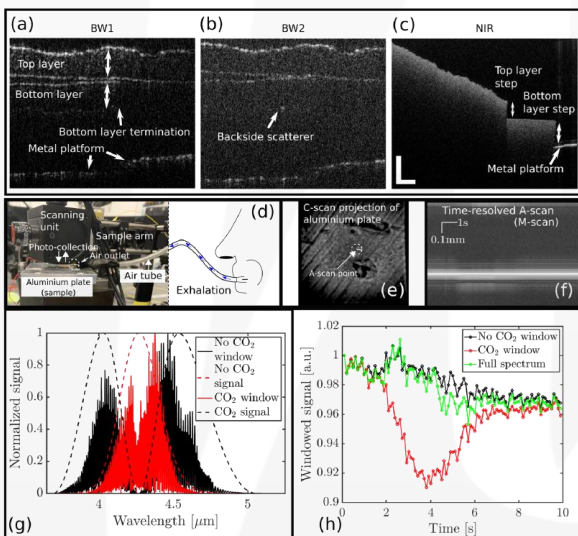 (a)
BW1
Top layer
Bottom layer
Bottom layer termination
Metal platform
(b)
BW2
Backside scatterer
(c)
NIR
Top layer
step
Bottom
layer step
Metal platform
Scanning
unit
Photo-collection
Sample arm
Air outlet
Aluminium plate
(sample)
Air tube
(d)
Exhalation
C-scan projection of
aluminium plate
A-scan point
(e)
Time-resolved A-scan
(M-scan)
1s
0.1mm
(f)
Normalized signal
1
0.8
0.6
0.4
0.2
0
No CO2
window
No CO2
signal
CO2 window
CO2 signal
4
4.5
5
Wavelength [μm]
(g)
Windowed signal [a.u.]
1.02
1
0.98
0.96
0.94
0.92
0.9
No CO2 window
CO2 window
Full spectrum
0
2
4
6
8
10
Time [s]
(h)